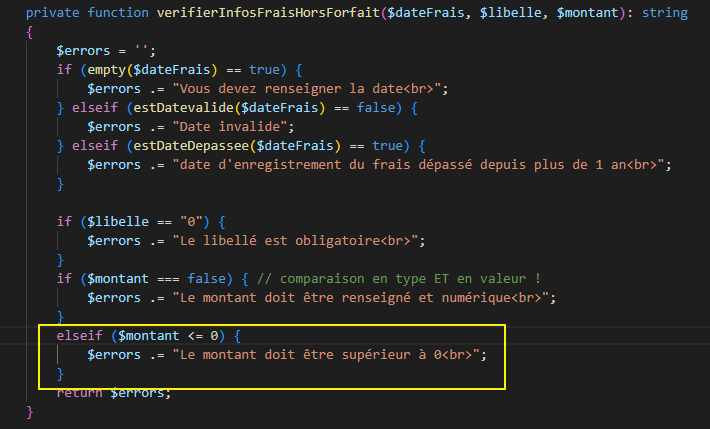 private function verifierInfosFraisHorsForfait($dateFrais, $libelle, $montant): string
{
$errors = '';
if (empty($dateFrais) == true) {
$errors .= "Vous devez renseigner la date<br>";
} elseif (estDatevalide($dateFrais) == false) {
$errors .= "Date invalide";
} elseif (estDateDepassee($dateFrais) == true) {
$errors .= "date d'enregistrement du frais dépassé depuis plus de 1 an<br>";
}
if ($libelle == "0") {
$errors .= "Le libellé est obligatoire<br>";
}
if ($montant === false) { // comparaison en type ET en valeur !
$errors .= "Le montant doit être renseigné et numérique<br>";
}
elseif ($montant <= 0) {
$errors .= "Le montant doit être supérieur à 0<br>";
}
return $errors;
}